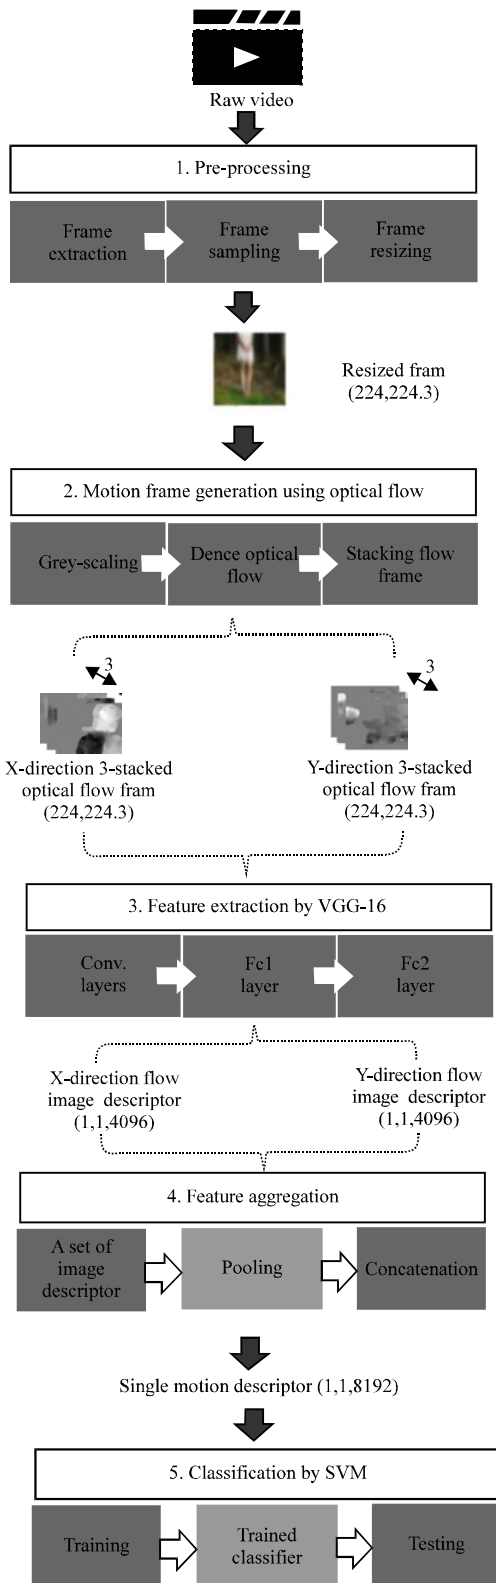 Raw video
1. Pre-processing
Frame
extraction
Frame
sampling
Frame
resizing
Resized fram
(224,224.3)
2. Motion frame generation using optical flow
Grey-scaling
Dence optical
flow
Stacking flow
frame
3
3
X-direction 3-stacked
optical flow fram
(224,224.3)
Y-direction 3-stacked
optical flow fram
(224,224.3)
3. Feature extraction by VGG-16
Conv.
layers
Fc1
layer
Fc2
layer
X-direction flow
image descriptor
(1,1,4096)
Y-direction flow
image descriptor
(1,1,4096)
4. Feature aggregation
A set of
image
descriptor
Pooling
Concatenation
Single motion descriptor (1,1,8192)
5. Classification by SVM
Training
Trained
classifier
Testing